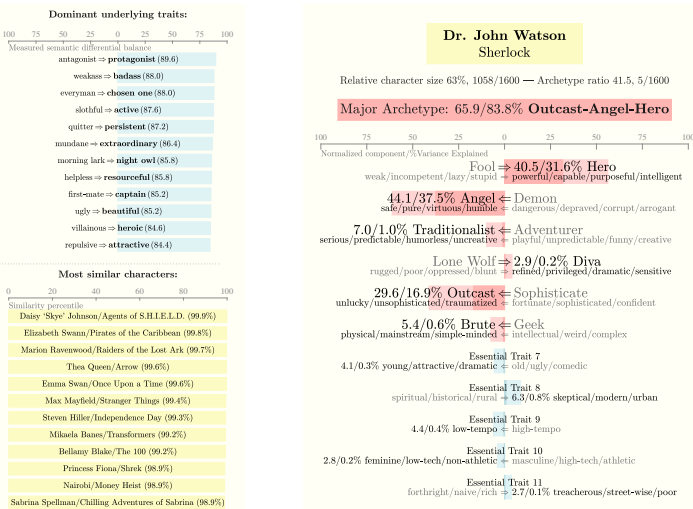 Dominant underlying traits:
100 75 50 25 0 25 50 75 100
Measured semantic differential balance
antagonist ⇒ protagonist (89.6)
weakass ⇒ badass (88.0)
everyman ⇒ chosen one (88.0)
slothful ⇒ active (87.6)
quitter ⇒ persistent (87.2)
mundane ⇒ extraordinary (86.4)
morning lark ⇒ night owl (85.8)
helpless ⇒ resourceful (85.8)
first-mate ⇒ captain (85.2)
ugly ⇒ beautiful (85.2)
villainous ⇒ heroic (84.6)
repulsive ⇒ attractive (84.4)
Most similar characters:
0 20 40 60 80 100
Similarity percentile
Daisy ‘Skye’ Johnson/Agents of S.H.I.E.L.D. (99.9%)
Elizabeth Swann/Pirates of the Caribbean (99.8%)
Marion Ravenwood/Raiders of the Lost Ark (99.7%)
Thea Queen/Arrow (99.6%)
Emma Swan/Once Upon a Time (99.6%)
Max Mayfield/Stranger Things (99.4%)
Steven Hiller/Independence Day (99.3%)
Mikaela Banes/Transformers (99.2%)
Bellamy Blake/The 100 (99.2%)
Princess Fiona/Shrek (98.9%)
Nairobi/Money Heist (98.9%)
Sabrina Spellman/Chilling Adventures of Sabrina (98.9%)
Dr. John Watson
Sherlock
Relative character size 63%, 1058/1600 — Archetype ratio 41.5, 5/1600
Major Archetype: 65.9/83.8% Outcast-Angel-Hero
100 75 50 25 0 25 50 75 100
Normalized component/%Variance Explained
Fool ⇒ 40.5/31.6% Hero
weak/incompetent/lazy/stupid ⇒ powerful/capable/purposeful/intelligent
44.1/37.5% Angel ⇐ Demon
safe/pure/virtuous/humble ⇐ dangerous/depraved/corrupt/arrogant
7.0/1.0% Traditionalist ⇐ Adventurer
serious/predictable/humorless/uncreative ⇐ playful/unpredictable/funny/creative
Lone Wolf ⇒ 2.9/0.2% Diva
rugged/poor/oppressed/blunt ⇒ refined/privileged/dramatic/sensitive
29.6/16.9% Outcast ⇐ Sophisticate
unlucky/unsophisticated/traumatized ⇐ fortunate/sophisticated/confident
5.4/0.6% Brute ⇐ Geek
physical/mainstream/simple-minded ⇐ intellectual/weird/complex
Essential Trait 7
4.1/0.3% young/attractive/dramatic ⇐ old/ugly/comedic
Essential Trait 8
spiritual/historical/rural ⇒ 6.3/0.8% skeptical/modern/urban
Essential Trait 9
4.4/0.4% low-tempo ⇐ high-tempo
Essential Trait 10
2.8/0.2% feminine/low-tech/non-athletic ⇐ masculine/high-tech/athletic
Essential Trait 11
forthright/naive/rich ⇒ 2.7/0.1% treacherous/street-wise/poor